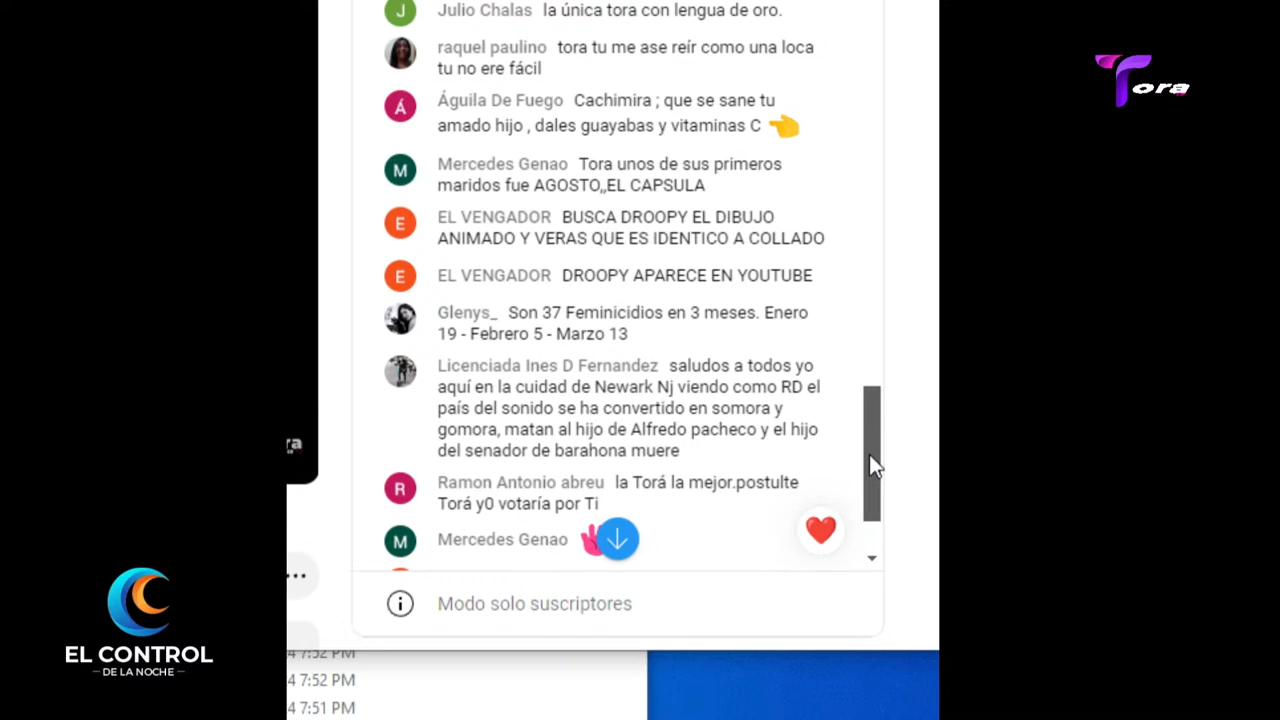 J Julio Chalas la única tora con lengua de oro.
raquel paulino tora tu me ase reír como una loca
tu no ere fácil
Á Águila De Fuego Cachimira ; que se sane tu
amado hijo , dales guayabas y vitaminas C
M Mercedes Genao Tora unos de sus primeros
maridos fue AGOSTO,,EL CAPSULA
E EL VENGADOR BUSCA DROOPY EL DIBUJO
ANIMADO Y VERAS QUE ES IDENTICO A COLLADO
E EL VENGADOR DROOPY APARECE EN YOUTUBE
Glenys_ Son 37 Feminicidios en 3 meses. Enero
19 - Febrero 5 - Marzo 13
Licenciada Ines D Fernandez saludos a todos yo
aquí en la cuidad de Newark Nj viendo como RD el
país del sonido se ha convertido en somora y
gomora, matan al hijo de Alfredo pacheco y el hijo
del senador de barahona muere
R Ramon Antonio abreu la Torá la mejor.postulte
Torá y0 votaría por Ti
M Mercedes Genao
Modo solo suscriptores
Tora
ra
EL CONTROL
DE LA NOCHE
4 7:52 PM
4 7:52 PM
4 7:51 PM